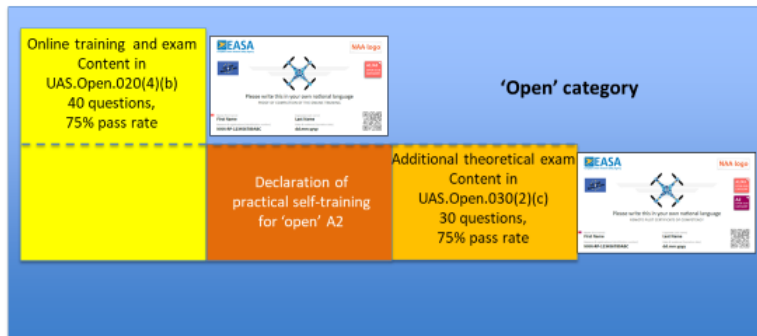 Online training and exam
Content in
UAS.Open.020(4)(b)
40 questions,
75% pass rate
EASA
NAA logo
Please write this in your own national language
First Name
Last Name
'Open' category
Declaration of
practical self-training
for 'open' A2
Additional theoretical exam
Content in
UAS.Open.030(2)(c)
30 questions,
75% pass rate
EASA
NAA logo
Please write this in your own national language
First Name
Last Name